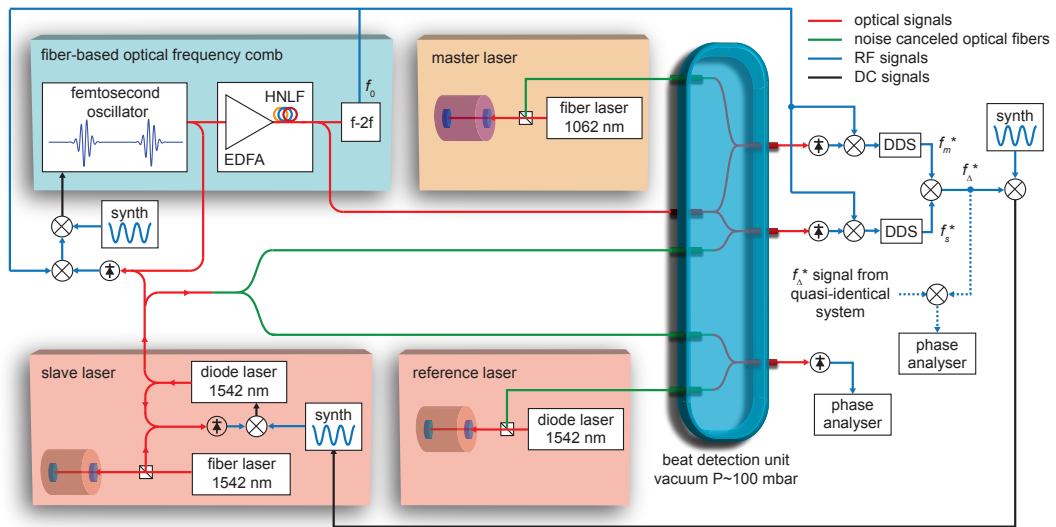 optical signals
noise canceled optical fibers
RF signals
DC signals
fiber-based optical frequency comb
femtosecond
oscillator
HNLF
EDFA
f-2f
f₀
synth
master laser
fiber laser
1062 nm
DDS
fₘ*
DDS
fₛ*
f_Δ*
synth
f_Δ* signal from
quasi-identical
system
phase
analyser
phase
analyser
slave laser
diode laser
1542 nm
fiber laser
1542 nm
synth
reference laser
diode laser
1542 nm
beat detection unit
vacuum P~100 mbar